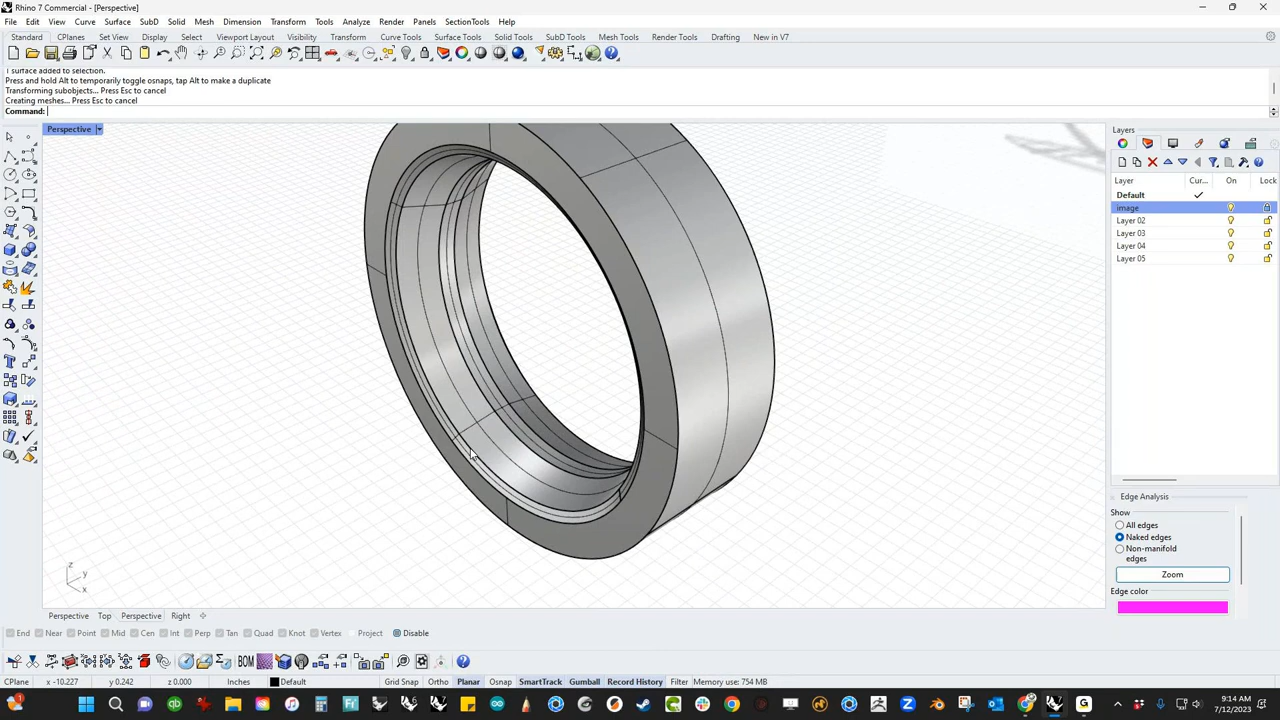 Rhino 7 Commercial - [Perspective]
File Edit View Curve Surface SubD Solid Mesh Dimension Transform Tools Analyze Render Panels SectionTools Help
Standard CPlanes Set View Display Select Viewport Layout Visibility Transform Curve Tools Surface Tools Solid Tools SubD Tools Mesh Tools Render Tools Drafting New in V7
1 surface added to selection.
Press and hold Alt to temporarily toggle osnaps, tap Alt to make a duplicate
Transforming subobjects... Press Esc to cancel
Creating meshes... Press Esc to cancel
Command:
Perspective
Layers
Layer Cur... On Lock
Default
image
Layer 02
Layer 03
Layer 04
Layer 05
Edge Analysis
Show
All edges
Naked edges
Non-manifold
edges
Zoom
Edge color
z
y
x
Perspective Top Perspective Right
End Near Point Mid Cen Int Perp Tan Quad Knot Vertex Project Disable
BOM
CPlane x -10.227 y 0.242 z 0.000 Inches Default Grid Snap Ortho Planar Osnap SmartTrack Gumball Record History Filter Memory use: 754 MB
9:14 AM
7/12/2023